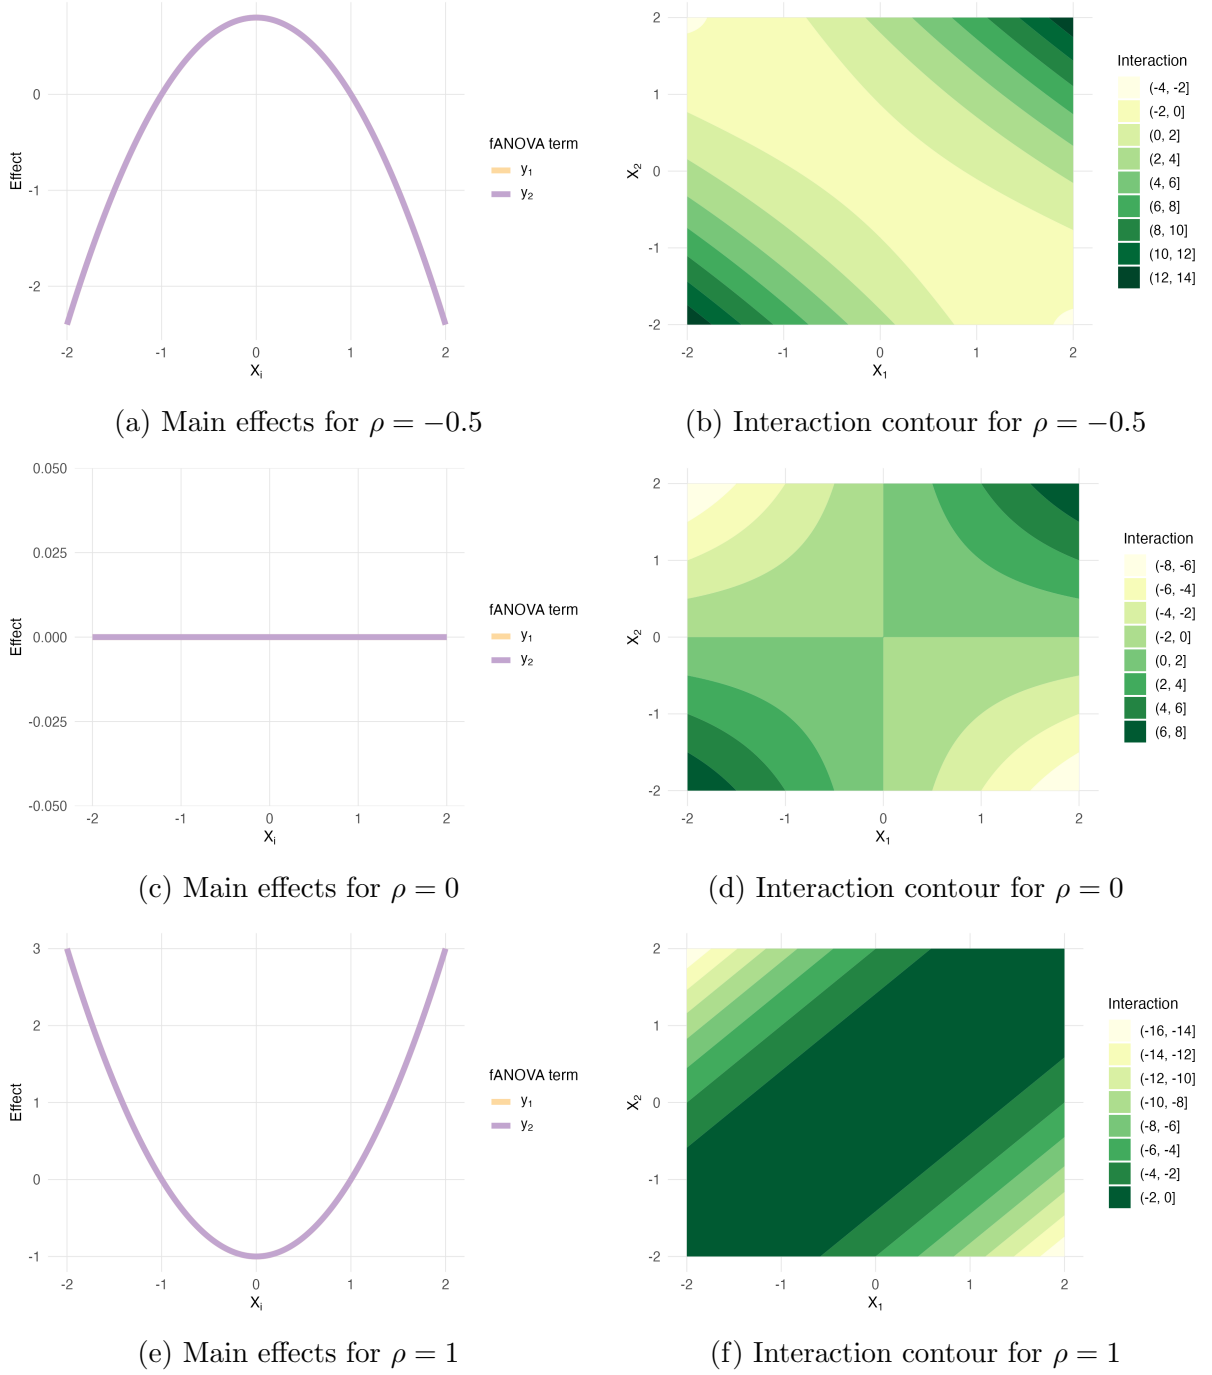 0
-1
-2
Effect
-2
-1
0
1
2
Xi
fANOVA term
y1
y2
2
1
0
-1
-2
X2
-2
-1
0
1
2
X1
Interaction
(-4, -2]
(-2, 0]
(0, 2]
(2, 4]
(4, 6]
(6, 8]
(8, 10]
(10, 12]
(12, 14]
(a) Main effects for ρ = −0.5
(b) Interaction contour for ρ = −0.5
0.050
0.025
0.000
-0.025
-0.050
Effect
-2
-1
0
1
2
Xi
fANOVA term
y1
y2
2
1
0
-1
-2
X2
-2
-1
0
1
2
X1
Interaction
(-8, -6]
(-6, -4]
(-4, -2]
(-2, 0]
(0, 2]
(2, 4]
(4, 6]
(6, 8]
(c) Main effects for ρ = 0
(d) Interaction contour for ρ = 0
3
2
1
0
-1
Effect
-2
-1
0
1
2
Xi
fANOVA term
y1
y2
2
1
0
-1
-2
X2
-2
-1
0
1
2
X1
Interaction
(-16, -14]
(-14, -12]
(-12, -10]
(-10, -8]
(-8, -6]
(-6, -4]
(-4, -2]
(-2, 0]
(e) Main effects for ρ = 1
(f) Interaction contour for ρ = 1